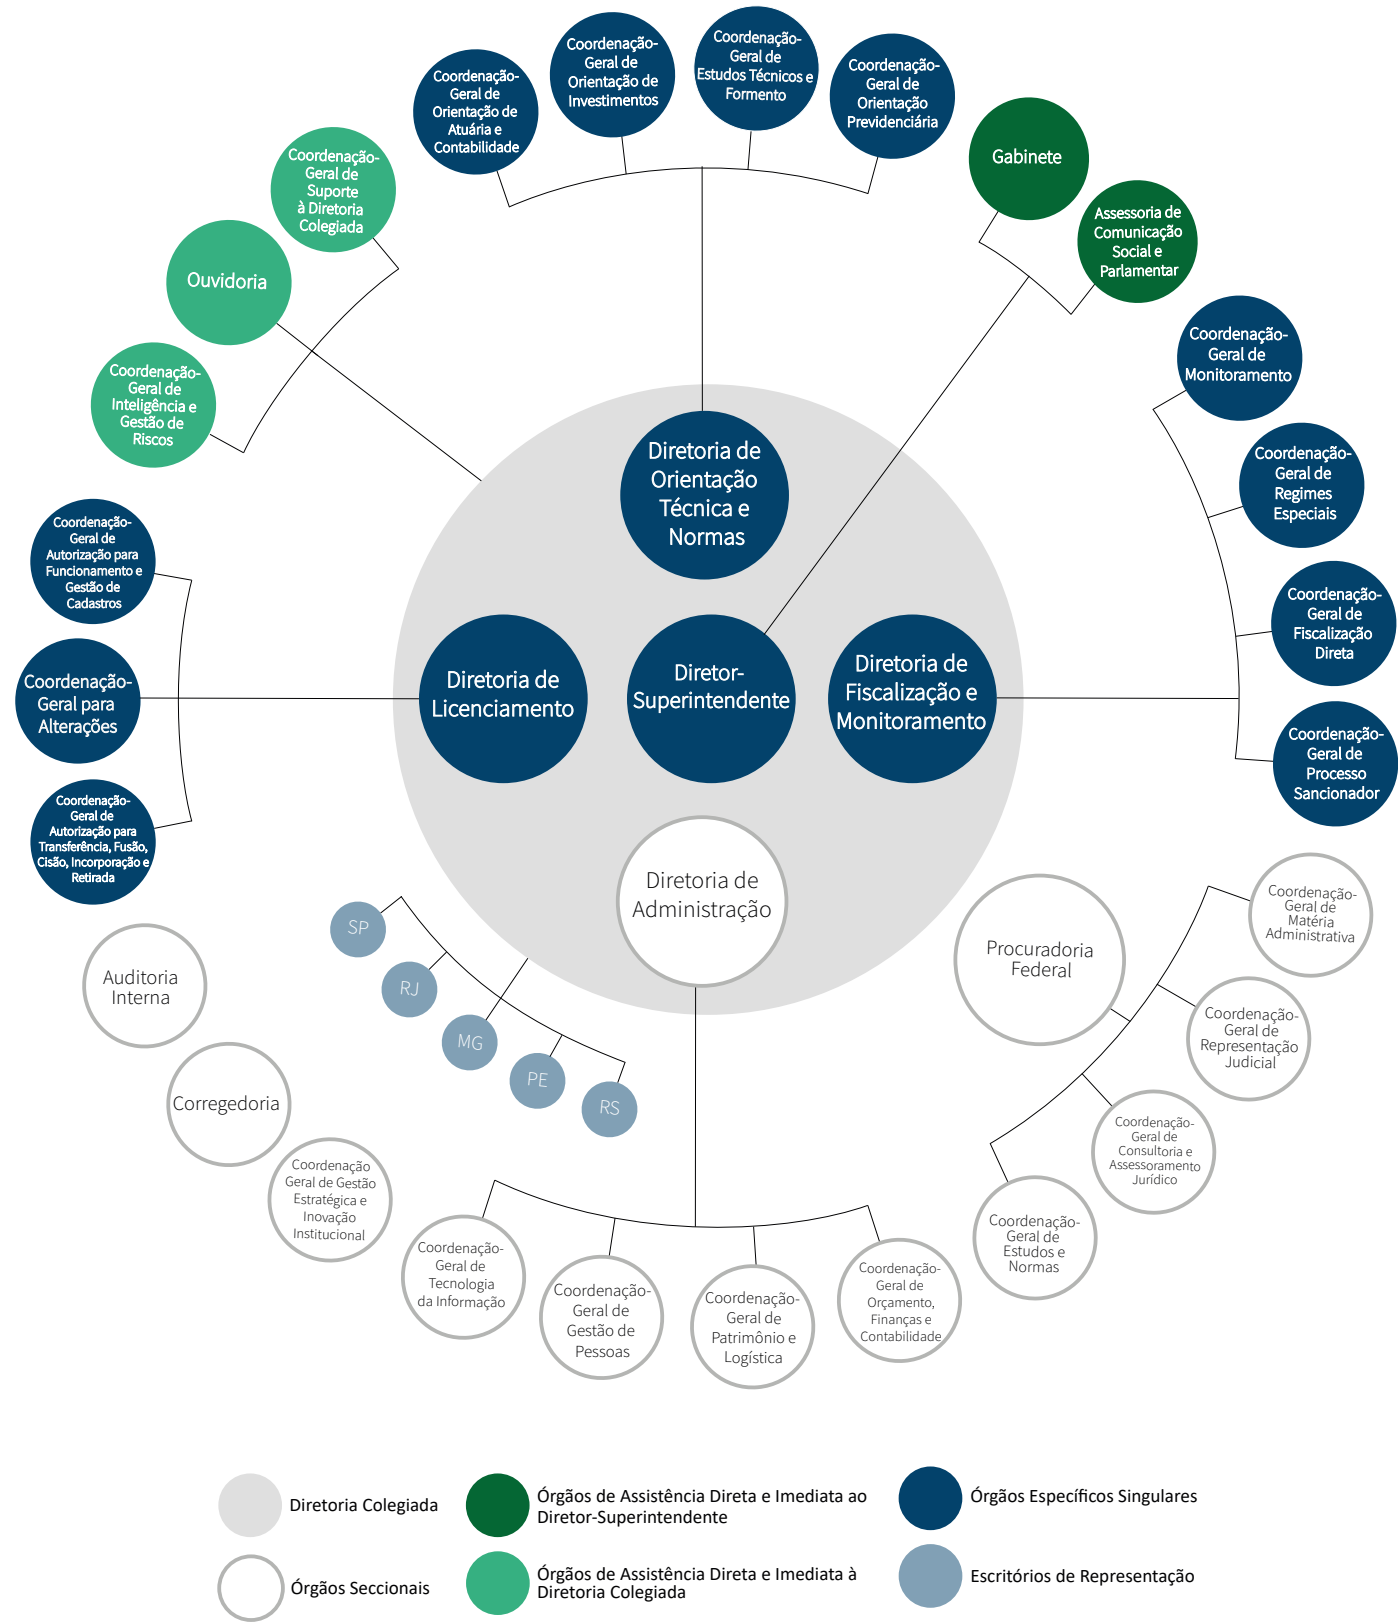 Coordenação-
Geral de
Orientação de
Atuária e
Contabilidade
Coordenação-
Geral de
Orientação de
Investimentos
Coordenação-
Geral de
Estudos Técnicos e
Formento
Coordenação-
Geral de
Orientação
Previdenciária
Gabinete
Assessoria de
Comunicação
Social e
Parlamentar
Coordenação-
Geral de
Suporte
à Diretoria
Colegiada
Ouvidoria
Coordenação-
Geral de
Inteligência e
Gestão de
Riscos
Coordenação-
Geral de
Monitoramento
Coordenação-
Geral de
Regimes
Especiais
Coordenação-
Geral de
Fiscalização
Direta
Coordenação-
Geral de
Processo
Sancionador
Diretoria de
Orientação
Técnica e
Normas
Coordenação-
Geral de
Autorização para
Funcionamento e
Gestão de
Cadastros
Coordenação-
Geral para
Alterações
Coordenação-
Geral de
Autorização para
Transferência, Fusão,
Cisão, Incorporação e
Retirada
Diretoria de
Licenciamento
Diretor-
Superintendente
Diretoria de
Fiscalização e
Monitoramento
Diretoria de
Administração
SP
RJ
MG
PE
RS
Procuradoria
Federal
Coordenação-
Geral de
Matéria
Administrativa
Coordenação-
Geral de
Representação
Judicial
Coordenação-
Geral de
Consultoria e
Assessoramento
Jurídico
Coordenação-
Geral de
Estudos e
Normas
Auditoria
Interna
Corregedoria
Coordenação
Geral de Gestão
Estratégica e
Inovação
Institucional
Coordenação-
Geral de
Tecnologia
da Informação
Coordenação-
Geral de
Gestão de
Pessoas
Coordenação-
Geral de
Patrimônio e
Logística
Coordenação-
Geral de
Orçamento,
Finanças e
Contabilidade
Diretoria Colegiada
Órgãos de Assistência Direta e Imediata ao
Diretor-Superintendente
Órgãos Específicos Singulares
Órgãos Seccionais
Órgãos de Assistência Direta e Imediata à
Diretoria Colegiada
Escritórios de Representação